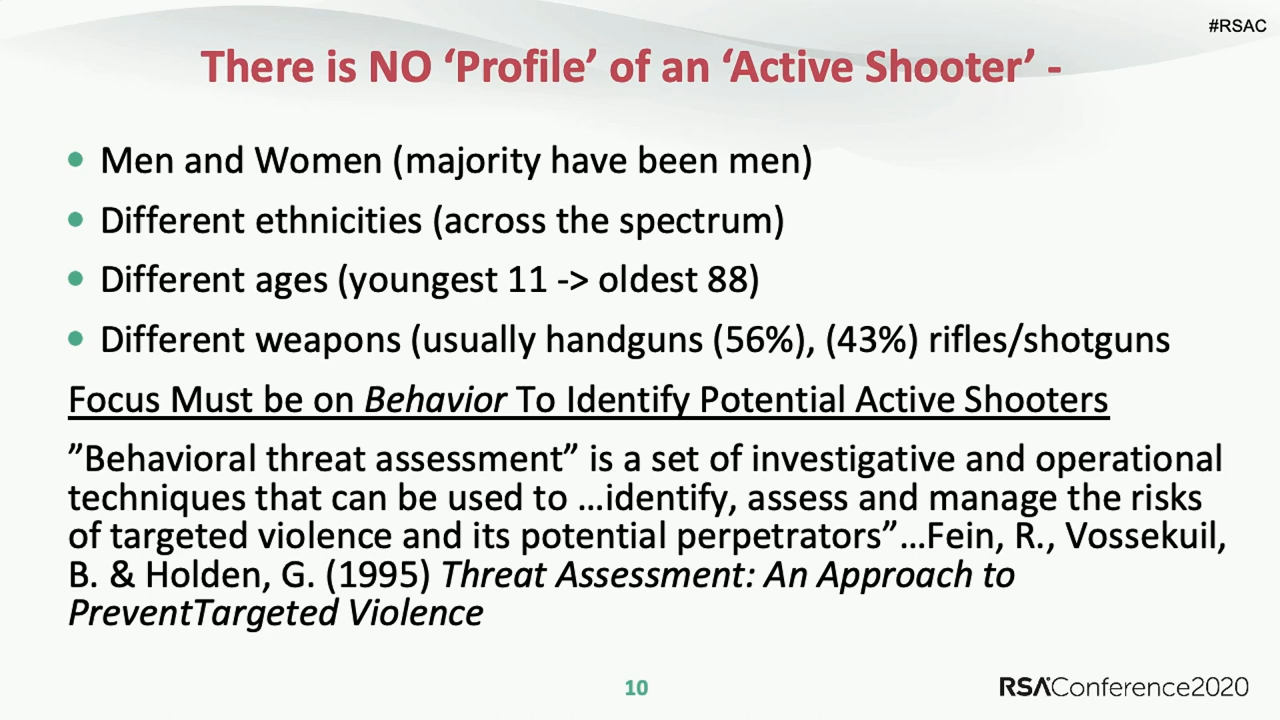 #RSAC
There is NO ‘Profile’ of an ‘Active Shooter’ -
• Men and Women (majority have been men)
• Different ethnicities (across the spectrum)
• Different ages (youngest 11 -> oldest 88)
• Different weapons (usually handguns (56%), (43%) rifles/shotguns
Focus Must be on Behavior To Identify Potential Active Shooters
”Behavioral threat assessment” is a set of investigative and operational
techniques that can be used to …identify, assess and manage the risks
of targeted violence and its potential perpetrators”…Fein, R., Vossekuil,
B. & Holden, G. (1995) Threat Assessment: An Approach to
PreventTargeted Violence
10
RSAConference2020